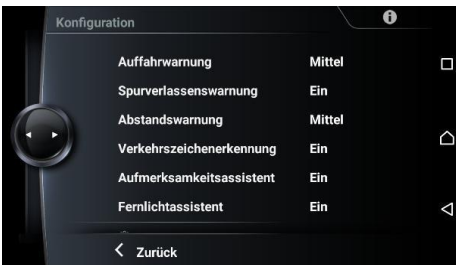 Konfiguration
Auffahrwarnung Mittel
Spurverlassenswarnung Ein
Abstandswarnung Mittel
Verkehrszeichenerkennung Ein
Aufmerksamkeitsassistent Ein
Fernlichtassistent Ein
Zurück